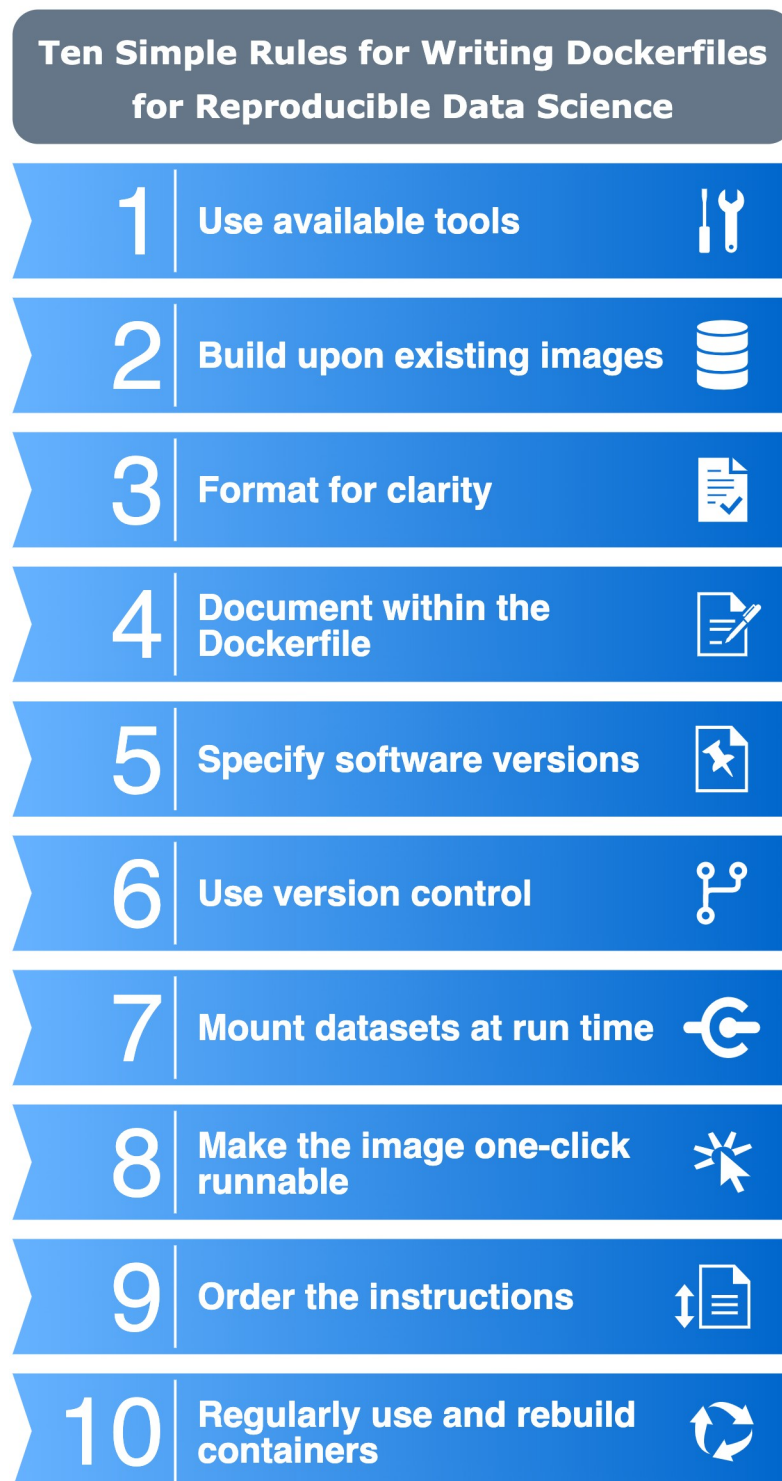 Ten Simple Rules for Writing Dockerfiles
for Reproducible Data Science
1 Use available tools
2 Build upon existing images
3 Format for clarity
4 Document within the
Dockerfile
5 Specify software versions
6 Use version control
7 Mount datasets at run time
8 Make the image one-click
runnable
9 Order the instructions
10 Regularly use and rebuild
containers